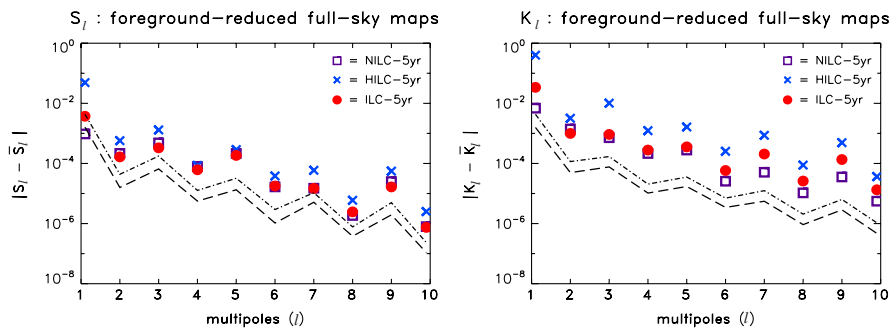 S_l : foreground-reduced full-sky maps
10^0
10^-2
10^-4
10^-6
10^-8
|S_l - S̄_l|
= NILC-5yr
= HILC-5yr
= ILC-5yr
1 2 3 4 5 6 7 8 9 10
multipoles (l)
K_l : foreground-reduced full-sky maps
10^0
10^-2
10^-4
10^-6
10^-8
|K_l - K̄_l|
= NILC-5yr
= HILC-5yr
= ILC-5yr
1 2 3 4 5 6 7 8 9 10
multipoles (l)